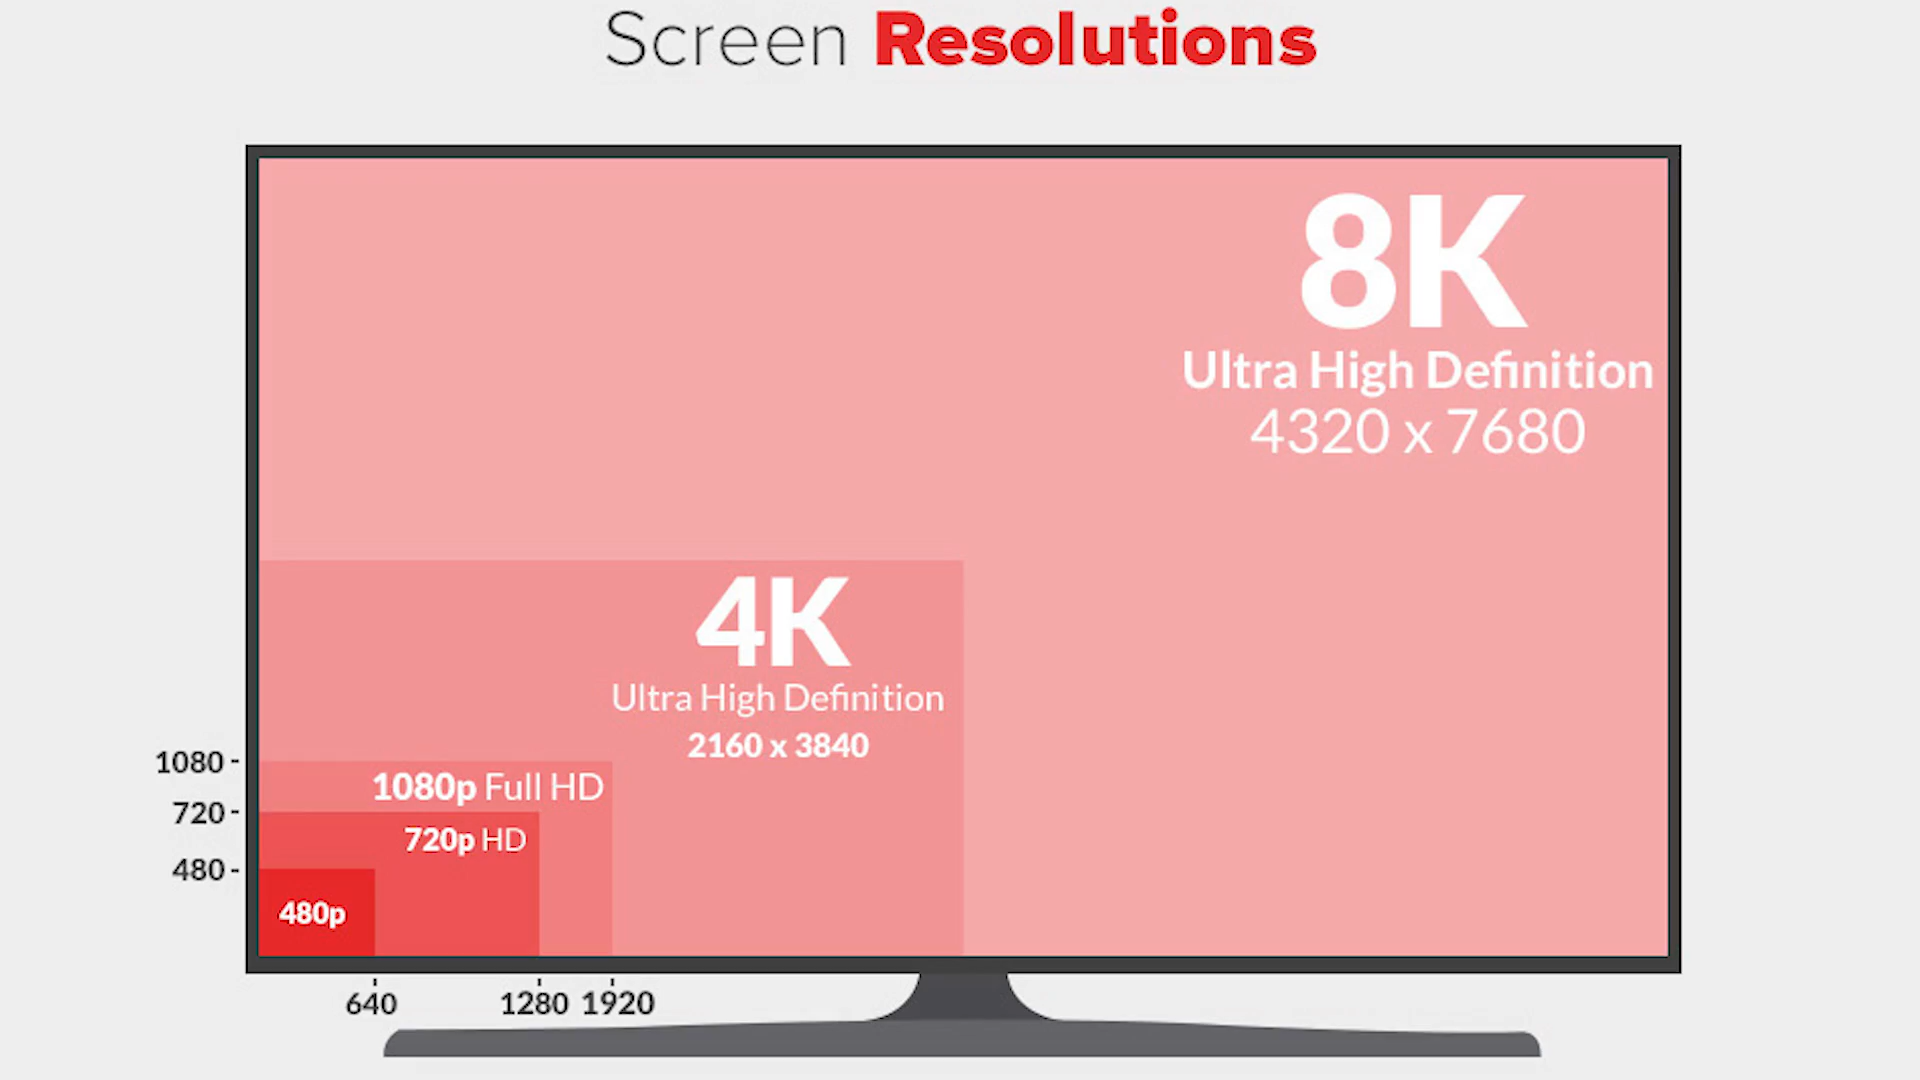 Screen Resolutions
8K
Ultra High Definition
4320 x 7680
4K
Ultra High Definition
2160 x 3840
1080 -
1080p Full HD
720 -
720p HD
480 -
480p
640 1280 1920